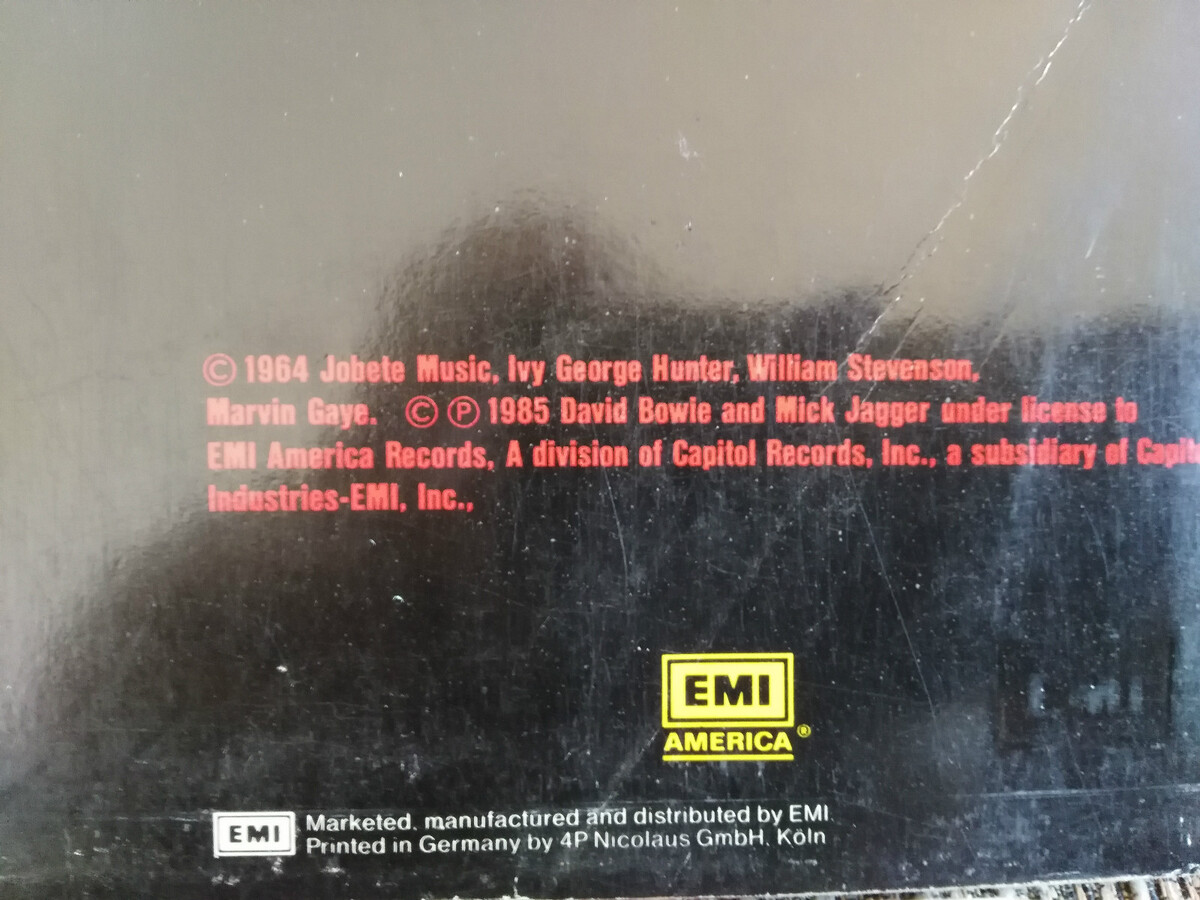 © 1964 Jobete Music, Ivy George Hunter, William Stevenson,
Marvin Gaye. © ℗ 1985 David Bowie and Mick Jagger under license to
EMI America Records, A division of Capitol Records, Inc., a subsidiary of
Industries-EMI, Inc.,
EMI
AMERICA®
EMI
Marketed, manufactured and distributed by EMI
Printed in Germany by 4P Nicolaus GmbH, Köln